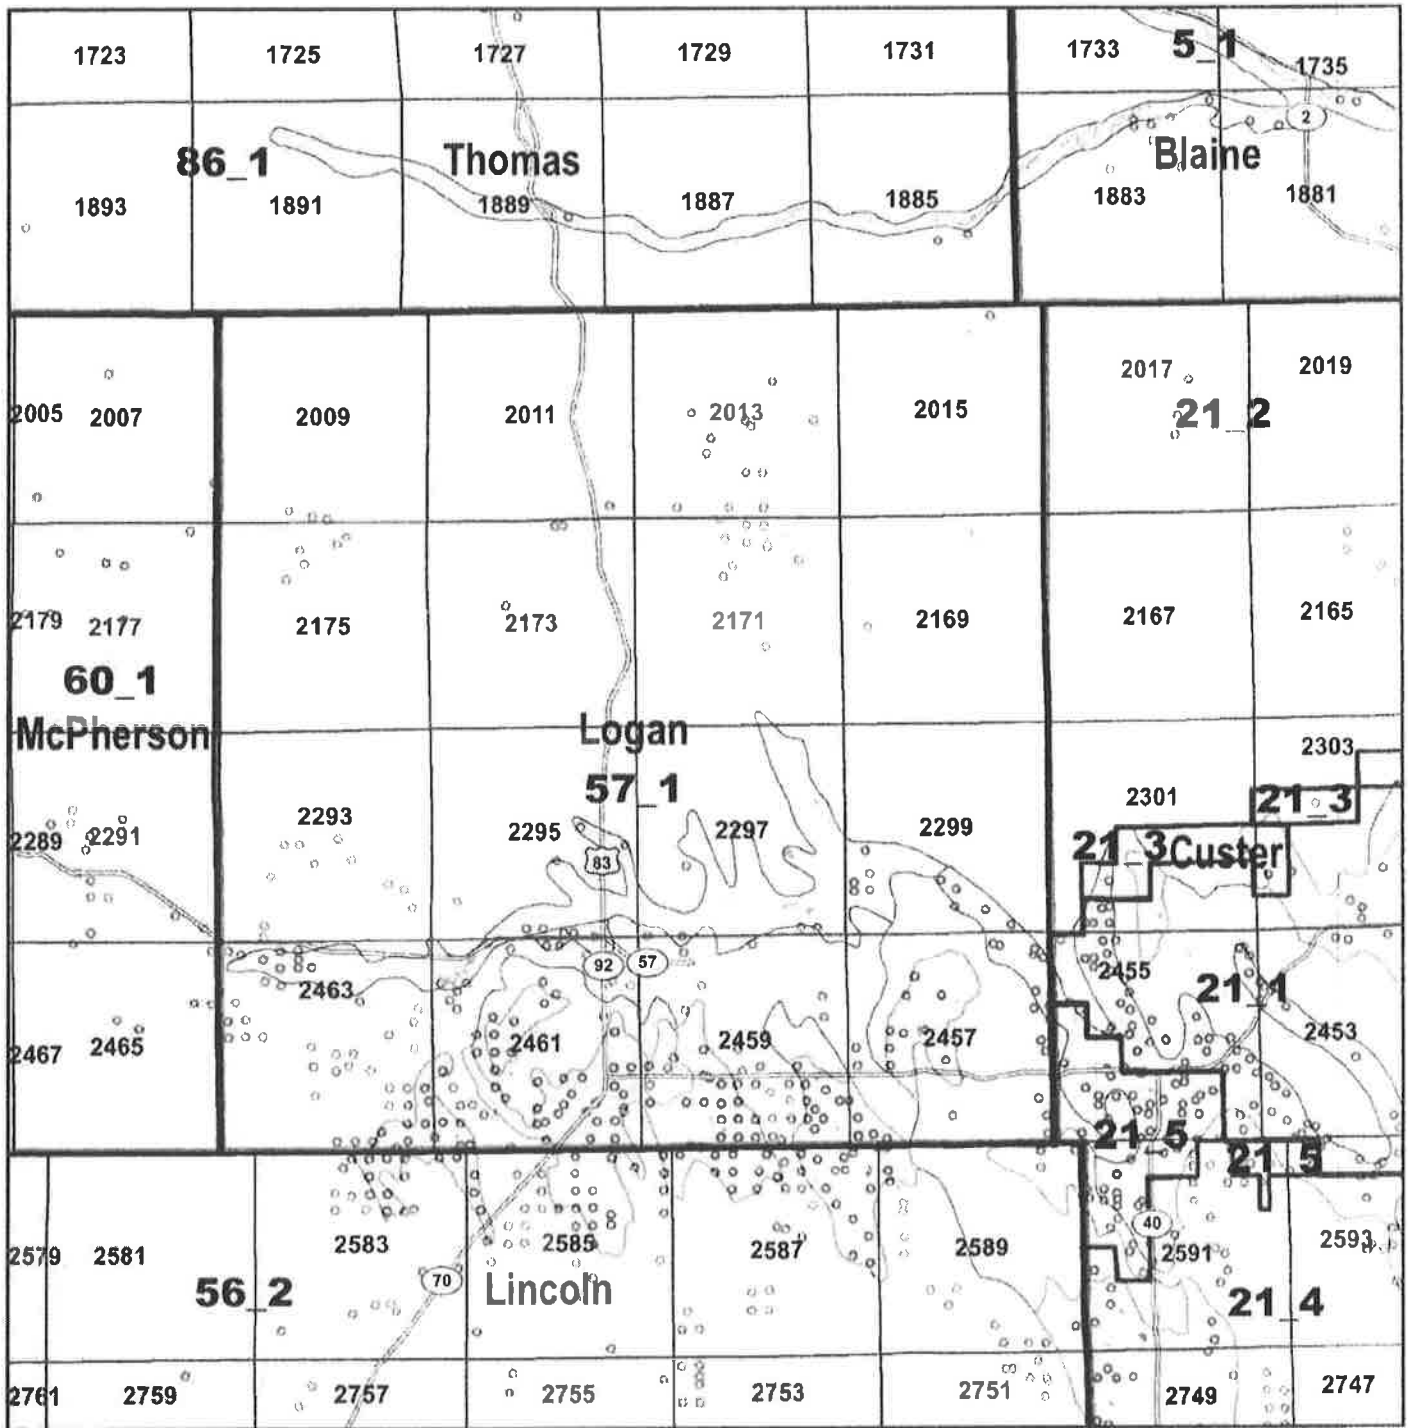 1723 1725 1727 1729 1731 1733 5_1 1735
2
86_1 Thomas Blaine
1893 1891 1889 1887 1885 1883 1881
2017 2019
2005 2007 2009 2011 2013 2015 21_2
2179 2177 2175 2173 2171 2169 2167 2165
60_1
McPherson Logan
2303
57_1 2301 21_3
2289 2291 2293 2295 2297 2299 21_3 Custer
83
92 57 2455
2463 21_1
2467 2465 2461 2459 2457 2453
21_5 21_5
40
2579 2581 2583 2585 2587 2589 2591 2593
56_2 70 Lincoln 21_4
2761 2759 2757 2755 2753 2751 2749 2747